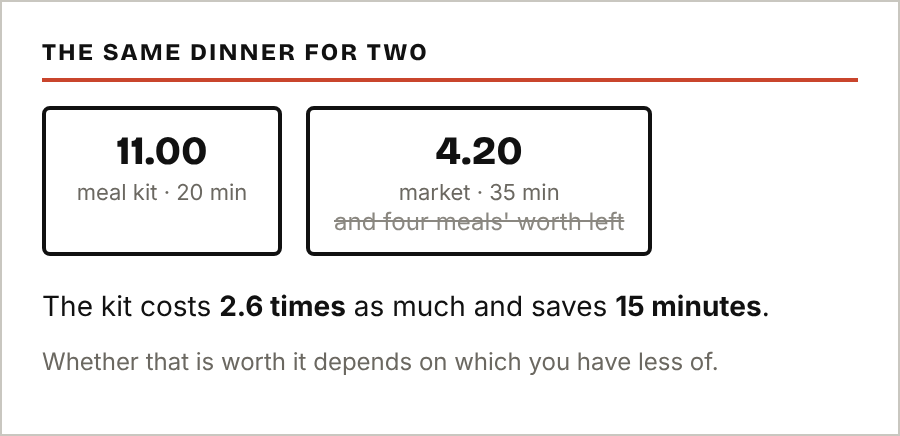 THE SAME DINNER FOR TWO
11.00
meal kit · 20 min
4.20
market · 35 min
and four meals' worth left
The kit costs 2.6 times as much and saves 15 minutes.
Whether that is worth it depends on which you have less of.